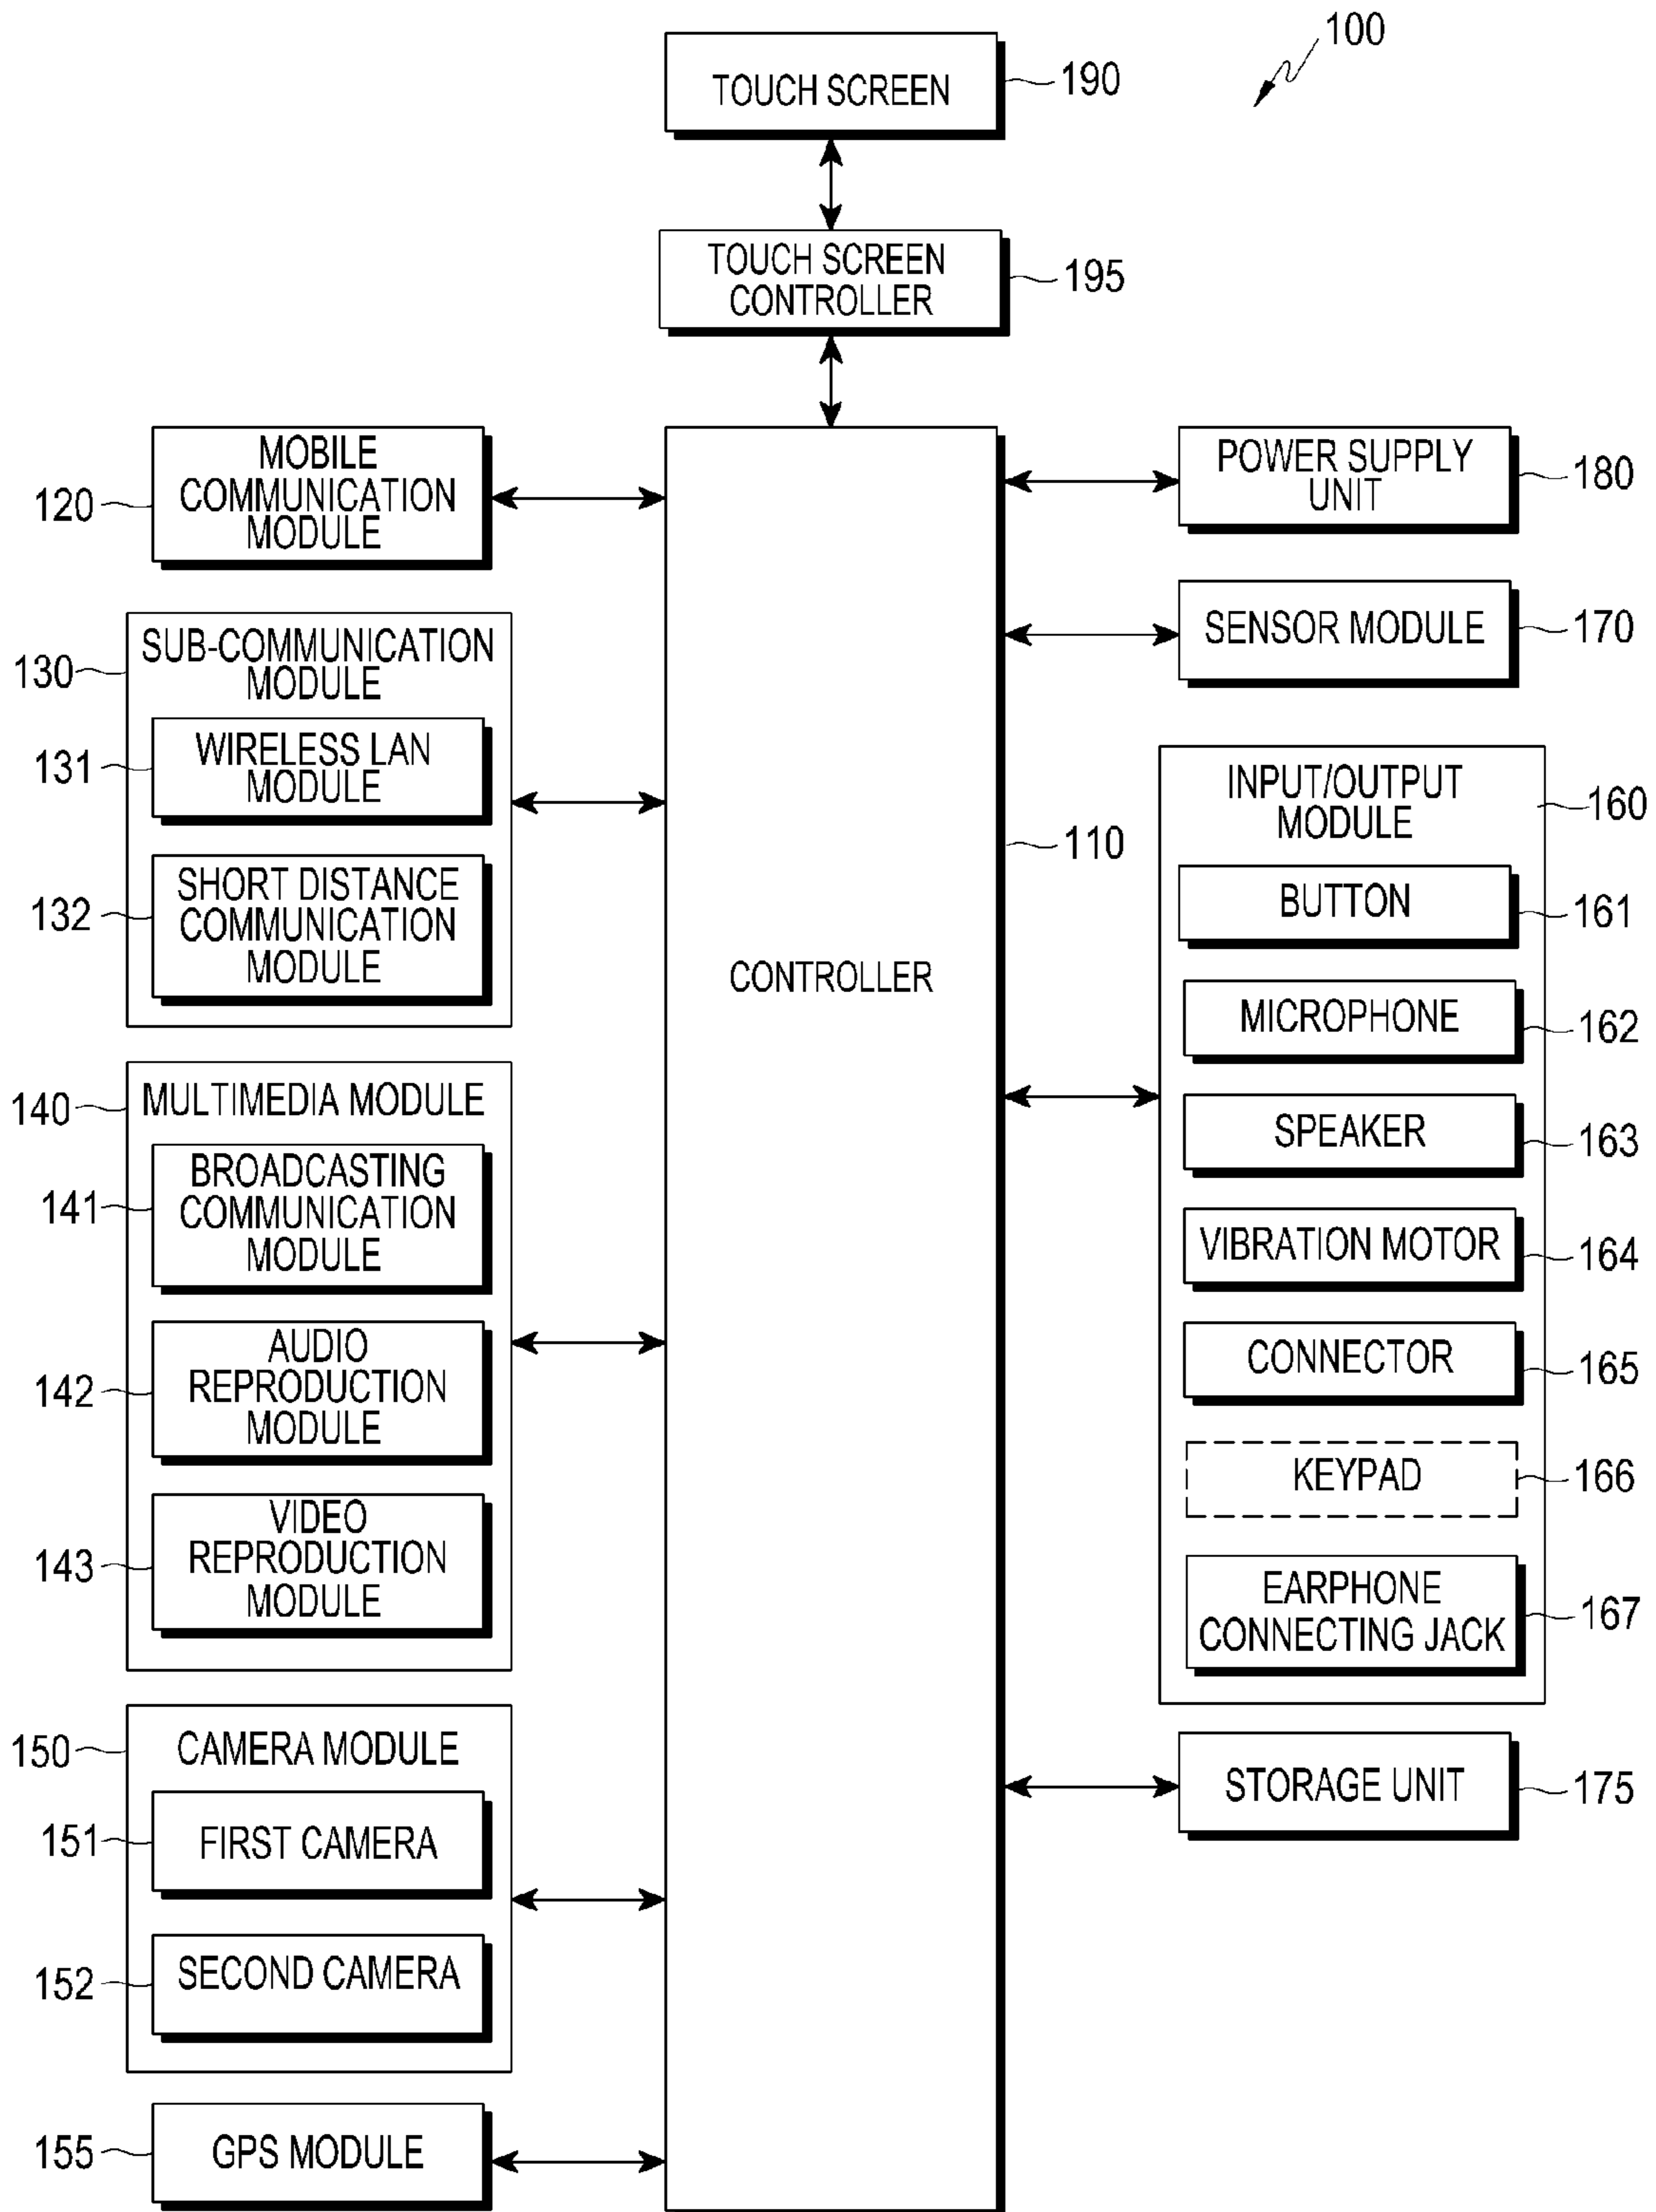 100
TOUCH SCREEN
190
TOUCH SCREEN
CONTROLLER
195
MOBILE
COMMUNICATION
MODULE
120
SUB-COMMUNICATION
MODULE
130
WIRELESS LAN
MODULE
131
SHORT DISTANCE
COMMUNICATION
MODULE
132
MULTIMEDIA MODULE
140
BROADCASTING
COMMUNICATION
MODULE
141
AUDIO
REPRODUCTION
MODULE
142
VIDEO
REPRODUCTION
MODULE
143
CAMERA MODULE
150
FIRST CAMERA
151
SECOND CAMERA
152
GPS MODULE
155
CONTROLLER
110
POWER SUPPLY
UNIT
180
SENSOR MODULE
170
INPUT/OUTPUT
MODULE
160
BUTTON
161
MICROPHONE
162
SPEAKER
163
VIBRATION MOTOR
164
CONNECTOR
165
KEYPAD
166
EARPHONE
CONNECTING JACK
167
STORAGE UNIT
175